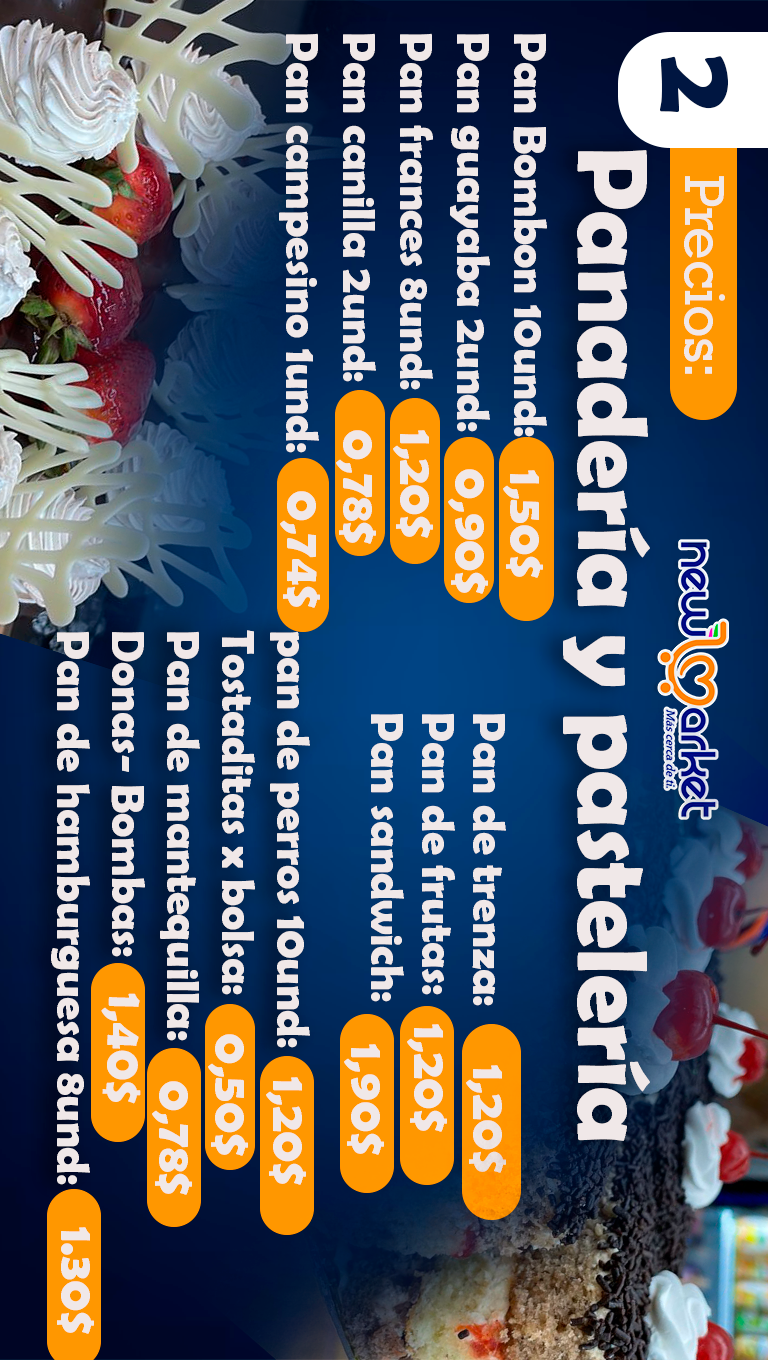 2
Precios:
new market
Más cerca de ti.
Panadería y pastelería
Pan Bombon 10und: 1,50$
Pan guayaba 2und: 0,90$
Pan frances 8und: 1,20$
Pan canilla 2und: 0,78$
Pan campesino 1und: 0,74$
Pan de trenza: 1,20$
Pan de frutas: 1,20$
Pan sandwich: 1,90$
pan de perros 10und: 1,20$
Tostaditas x bolsa: 0,50$
Pan de mantequilla: 0,78$
Donas- Bombas: 1,40$
Pan de hamburguesa 8und: 1.30$